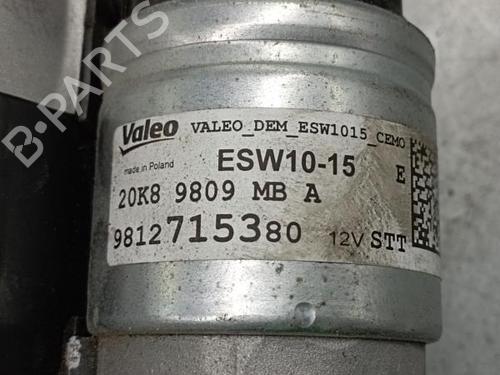 B-PARTS
Valeo VALEO_DEM_ESW1015_CEMO
made in Poland ESW10-15 E
20K8 9809 MB A
9812715380 12V STT